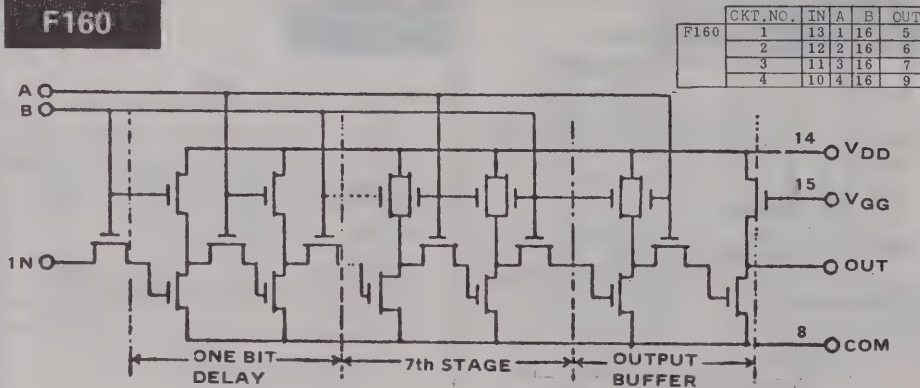 F160
CKT.NO. IN A B OUT
F160 1 13 1 16 5
2 12 2 16 6
3 11 3 16 7
4 10 4 16 9
A
B
14 VDD
15 VGG
IN
OUT
8 COM
ONE BIT DELAY
7th STAGE
OUTPUT BUFFER